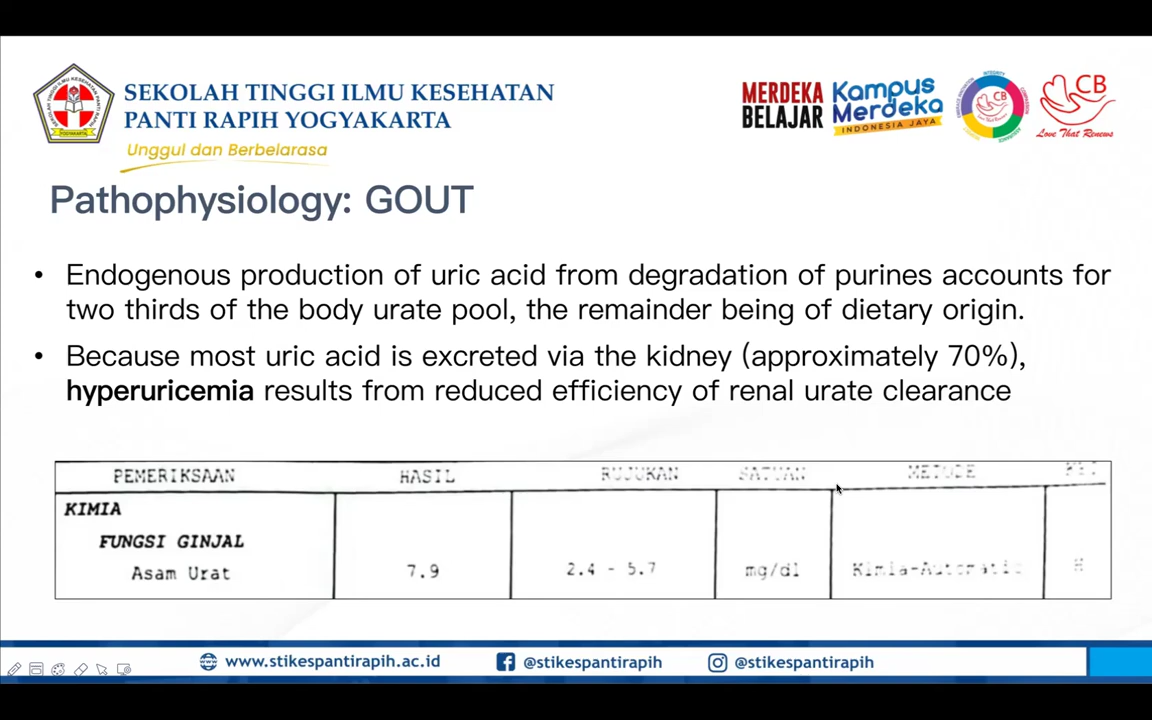 SEKOLAH TINGGI ILMU KESEHATAN
PANTI RAPIH YOGYAKARTA
Unggul dan Berbelarasa
MERDEKA
BELAJAR
Kampus
Merdeka
INDONESIA JAYA
CB
CB
Love That Renews
Pathophysiology: GOUT
• Endogenous production of uric acid from degradation of purines accounts for
two thirds of the body urate pool, the remainder being of dietary origin.
• Because most uric acid is excreted via the kidney (approximately 70%),
hyperuricemia results from reduced efficiency of renal urate clearance
PEMERIKSAAN HASIL RUJUKAN SATUAN METODE
KIMIA
FUNGSI GINJAL
Asam Urat 7.9 2.4 - 5.7 mg/dl Kimia-Automatic H
www.stikespantirapih.ac.id @stikespantirapih @stikespantirapih